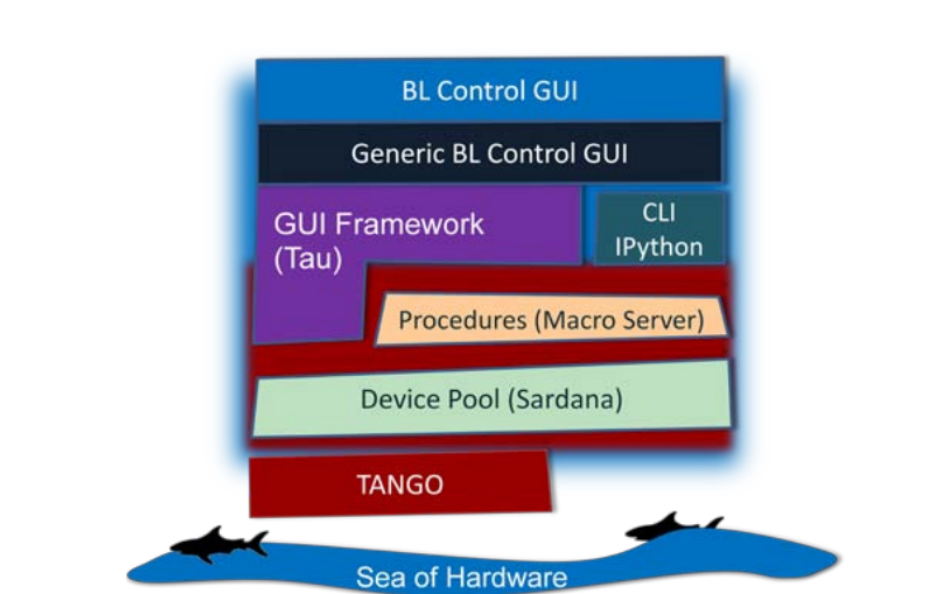 BL Control GUI
Generic BL Control GUI
GUI Framework
(Tau)
CLI
IPython
Procedures (Macro Server)
Device Pool (Sardana)
TANGO
Sea of Hardware